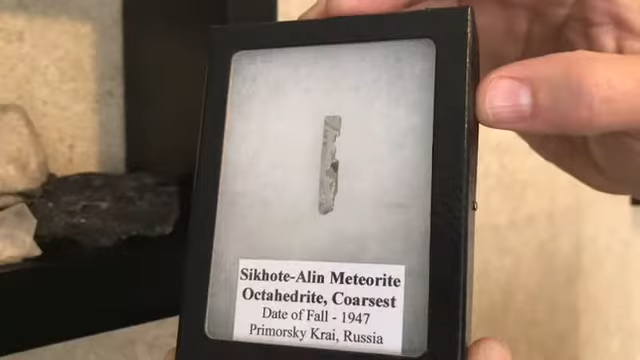 Sikhote-Alin Meteorite
Octahedrite, Coarsest
Date of Fall - 1947
Primorsky Krai, Russia